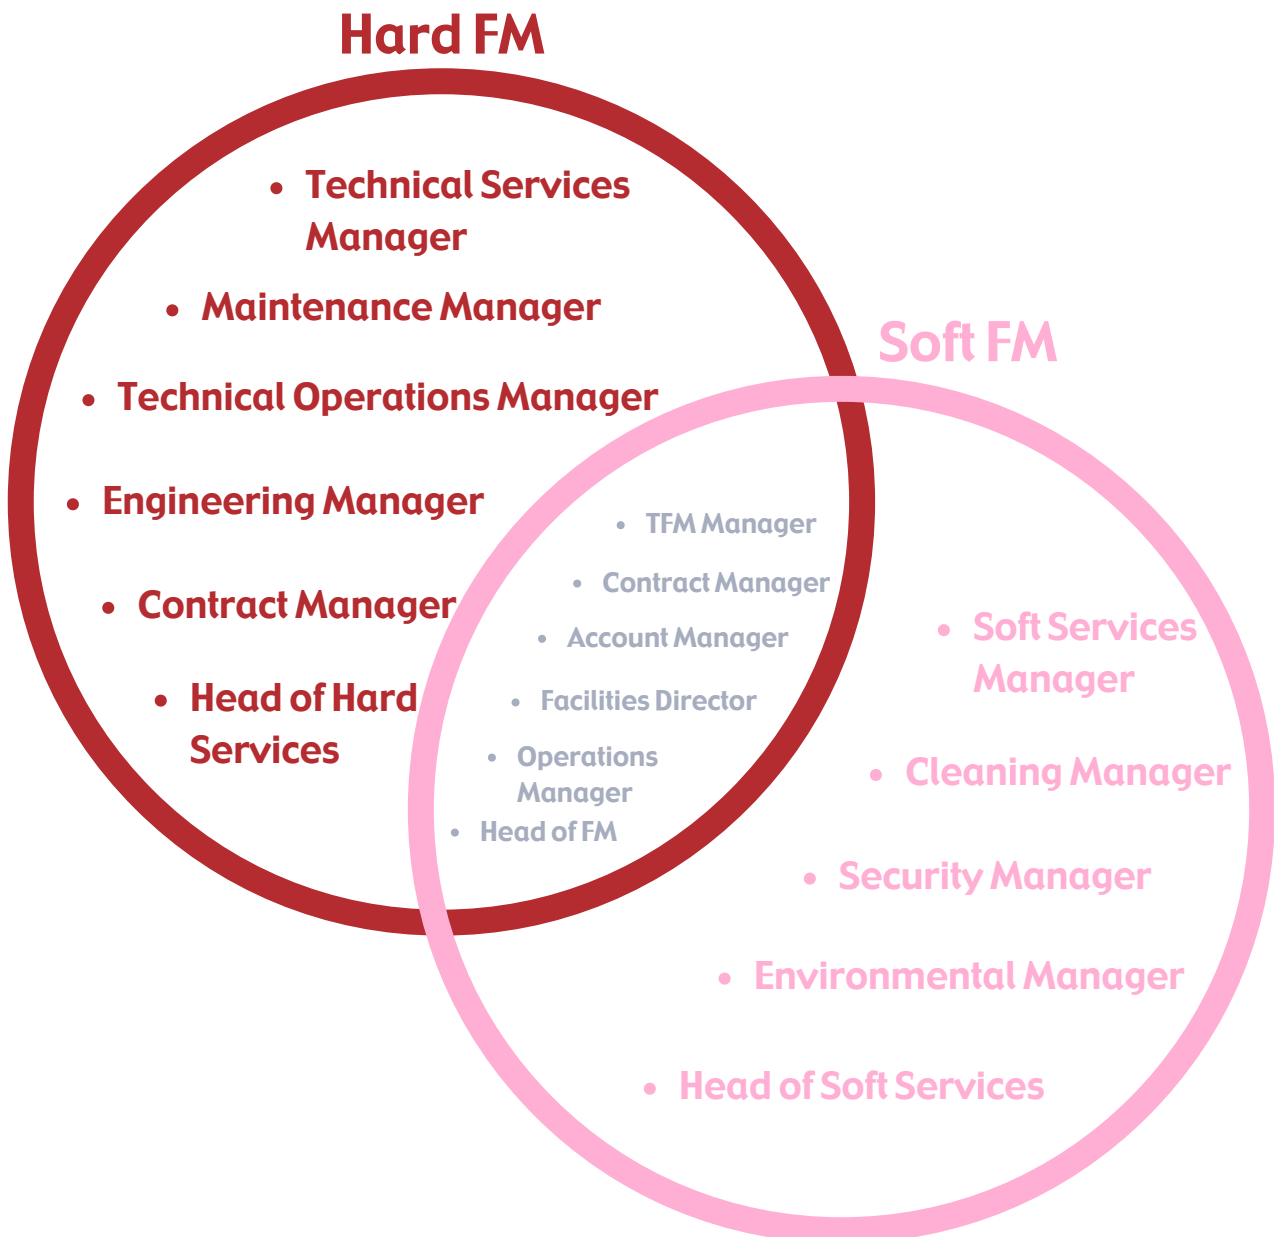 Hard FM
• Technical Services
Manager
• Maintenance Manager
• Technical Operations Manager
• Engineering Manager
• Contract Manager
• Head of Hard
Services
• TFM Manager
• Contract Manager
• Account Manager
• Facilities Director
• Operations
Manager
• Head of FM
Soft FM
• Soft Services
Manager
• Cleaning Manager
• Security Manager
• Environmental Manager
• Head of Soft Services